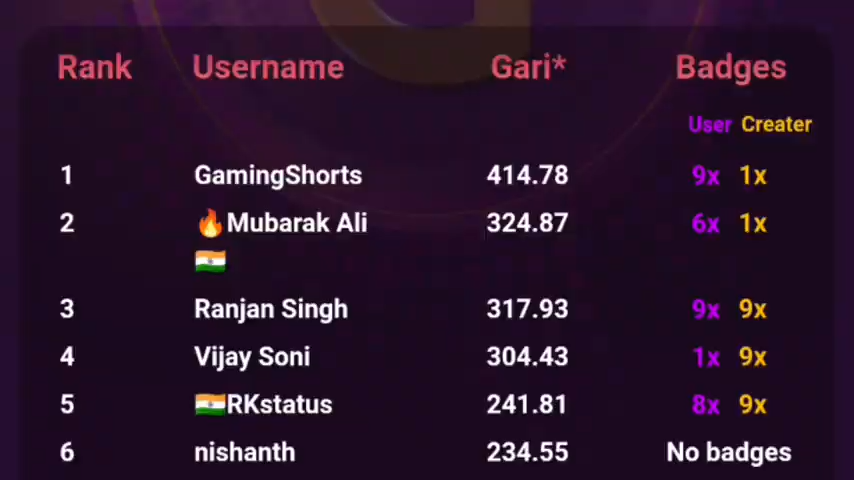 Rank Username Gari* Badges
User Creater
1 GamingShorts 414.78 9x 1x
2 🔥Mubarak Ali 324.87 6x 1x
🇮🇳
3 Ranjan Singh 317.93 9x 9x
4 Vijay Soni 304.43 1x 9x
5 🇮🇳RKstatus 241.81 8x 9x
6 nishanth 234.55 No badges